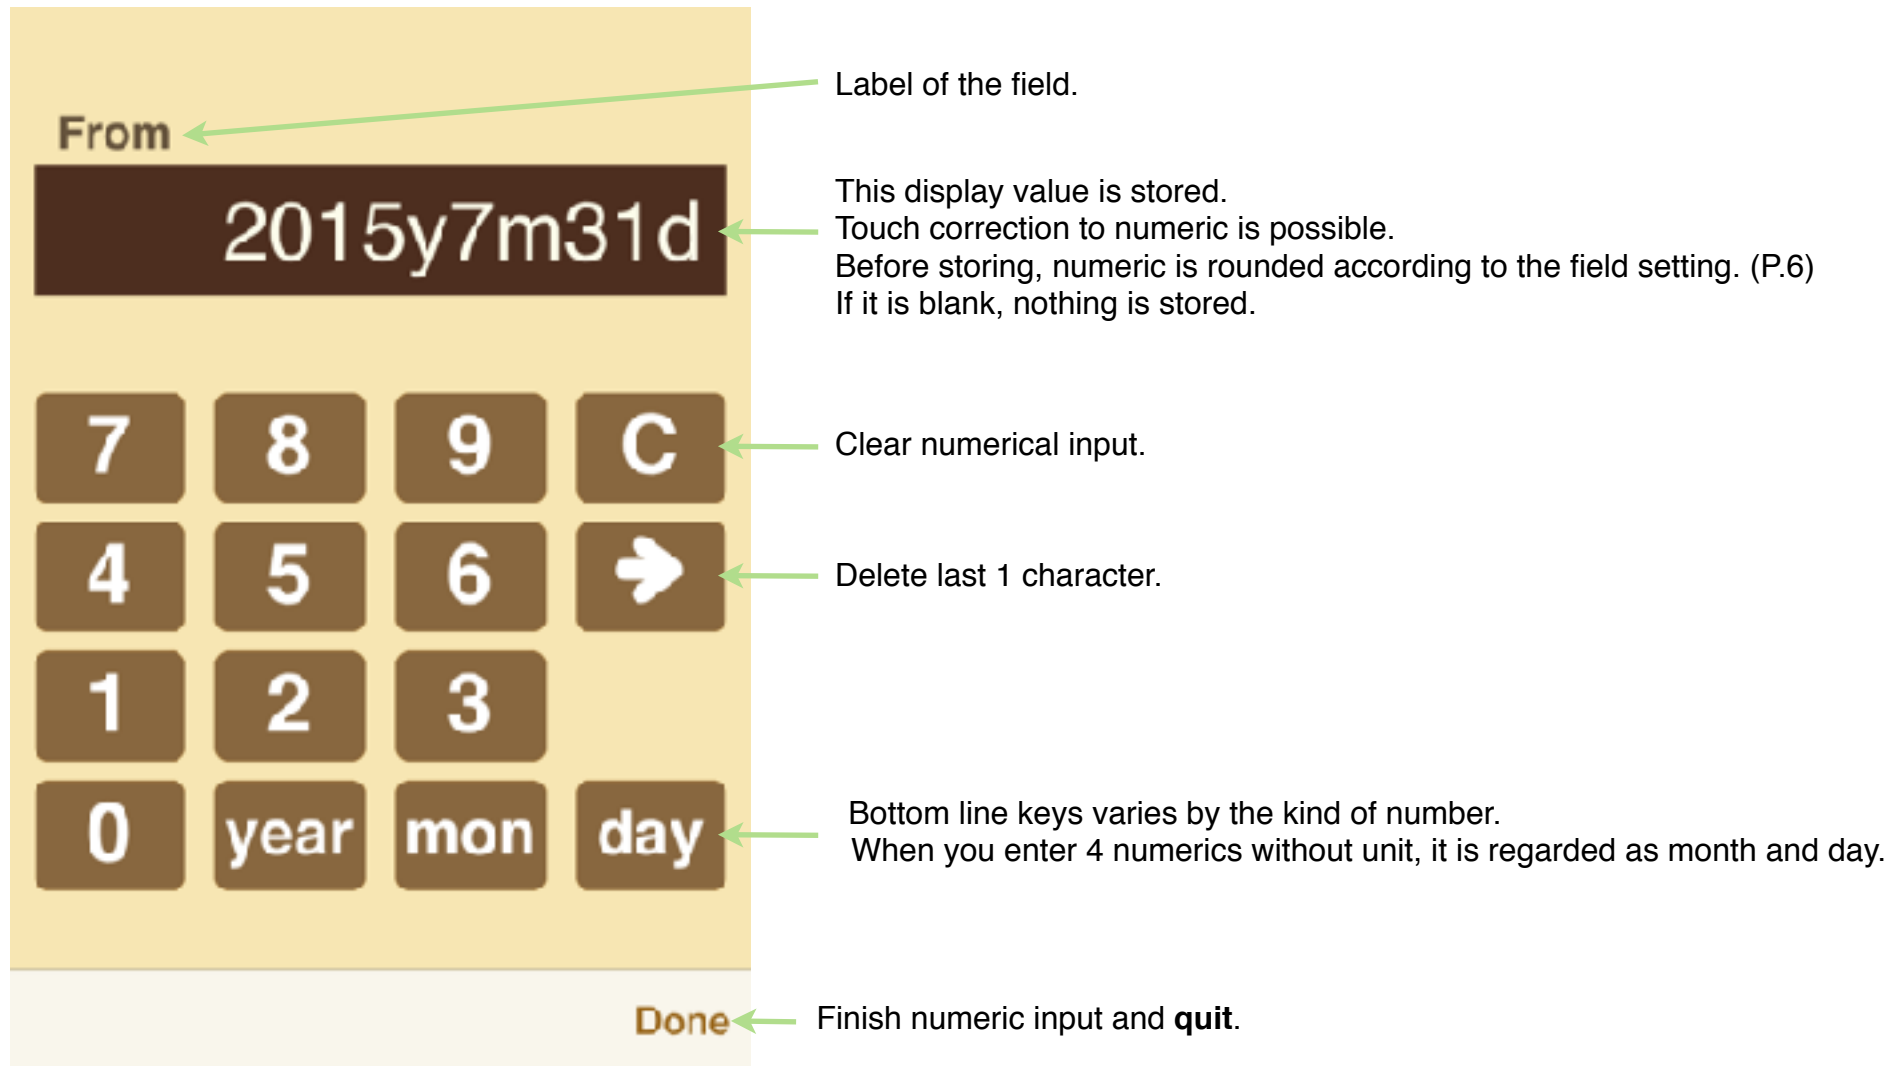 Label of the field.
From
2015y7m31d
This display value is stored.
Touch correction to numeric is possible.
Before storing, numeric is rounded according to the field setting. (P.6)
If it is blank, nothing is stored.
7 8 9 C
Clear numerical input.
4 5 6
Delete last 1 character.
1 2 3
0 year mon day
Bottom line keys varies by the kind of number.
When you enter 4 numerics without unit, it is regarded as month and day.
Done
Finish numeric input and quit.